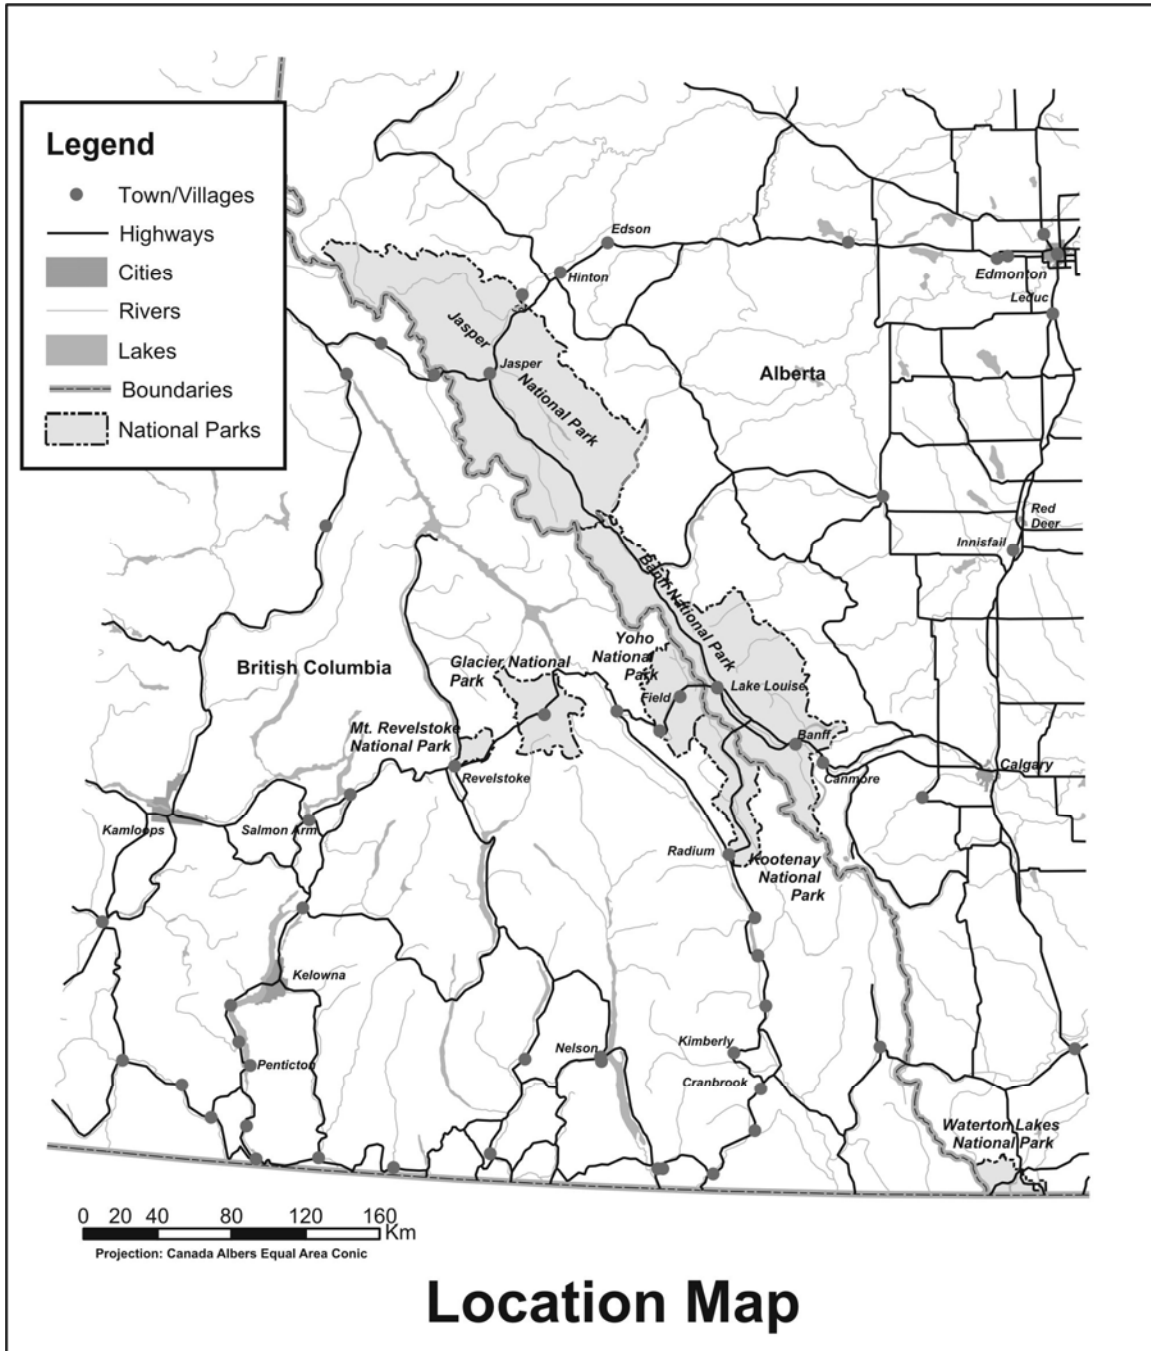 Legend
Town/Villages
Highways
Cities
Rivers
Lakes
Boundaries
National Parks
Edson
Hinton
Edmonton
Leduc
Jasper
Jasper
National Park
Alberta
Red
Deer
Innisfail
Banff National Park
British Columbia
Glacier National
Park
Yoho
National
Park
Lake Louise
Field
Mt. Revelstoke
National Park
Revelstoke
Banff
Canmore
Calgary
Kamloops
Salmon Arm
Radium
Kootenay
National
Park
Kelowna
Nelson
Kimberly
Penticton
Cranbrook
Waterton Lakes
National Park
0 20 40 80 120 160
Km
Projection: Canada Albers Equal Area Conic
Location Map